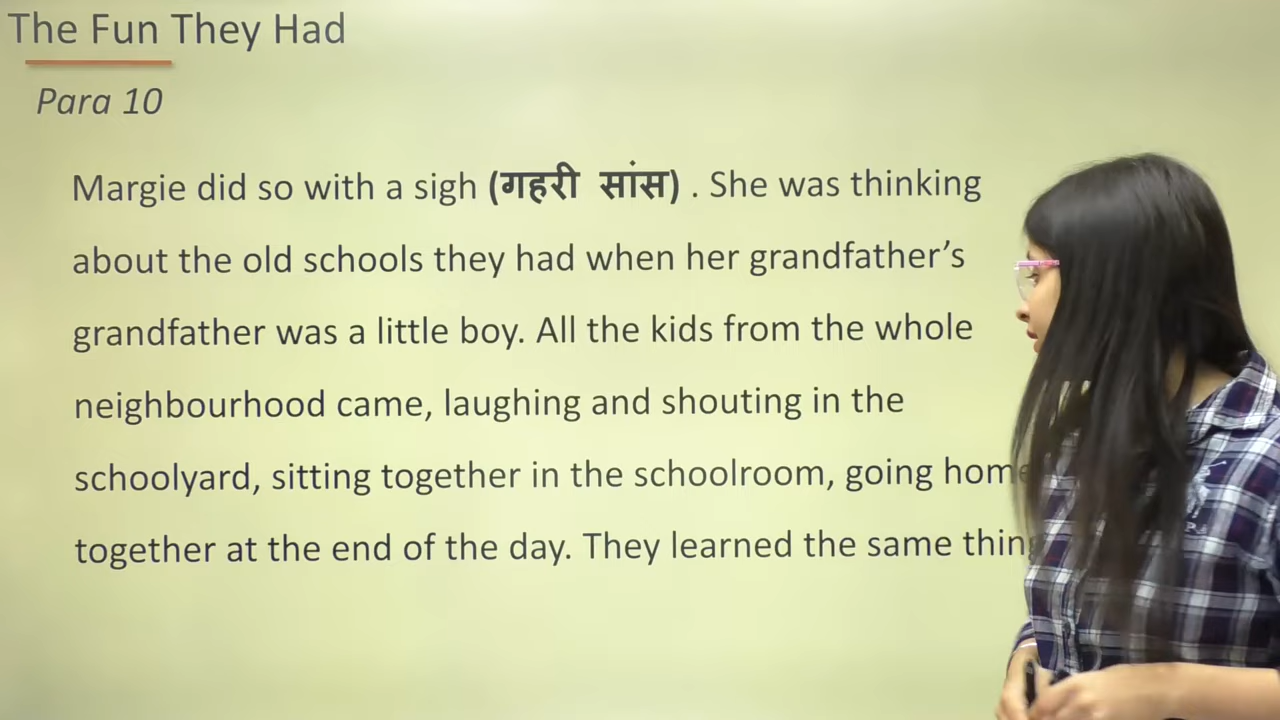 The Fun They Had
Para 10
Margie did so with a sigh (गहरी सांस) . She was thinking
about the old schools they had when her grandfather’s
grandfather was a little boy. All the kids from the whole
neighbourhood came, laughing and shouting in the
schoolyard, sitting together in the schoolroom, going home
together at the end of the day. They learned the same thing